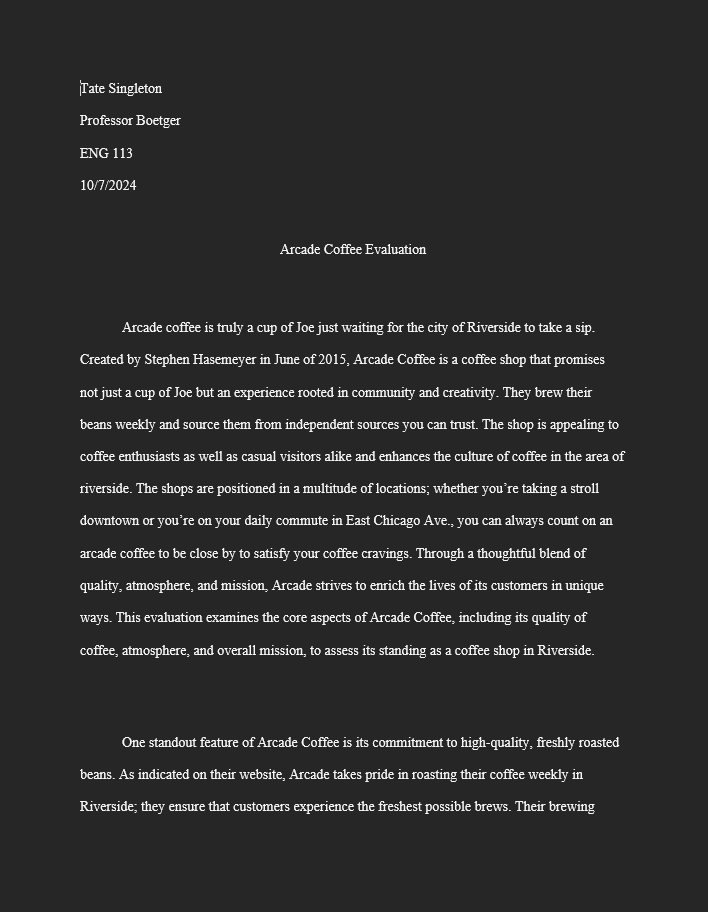 Tate Singleton
Professor Boetger
ENG 113
10/7/2024
Arcade Coffee Evaluation
Arcade coffee is truly a cup of Joe just waiting for the city of Riverside to take a sip.
Created by Stephen Hasemeyer in June of 2015, Arcade Coffee is a coffee shop that promises
not just a cup of Joe but an experience rooted in community and creativity. They brew their
beans weekly and source them from independent sources you can trust. The shop is appealing to
coffee enthusiasts as well as casual visitors alike and enhances the culture of coffee in the area of
riverside. The shops are positioned in a multitude of locations; whether you’re taking a stroll
downtown or you’re on your daily commute in East Chicago Ave., you can always count on an
arcade coffee to be close by to satisfy your coffee cravings. Through a thoughtful blend of
quality, atmosphere, and mission, Arcade strives to enrich the lives of its customers in unique
ways. This evaluation examines the core aspects of Arcade Coffee, including its quality of
coffee, atmosphere, and overall mission, to assess its standing as a coffee shop in Riverside.
One standout feature of Arcade Coffee is its commitment to high-quality, freshly roasted
beans. As indicated on their website, Arcade takes pride in roasting their coffee weekly in
Riverside; they ensure that customers experience the freshest possible brews. Their brewing